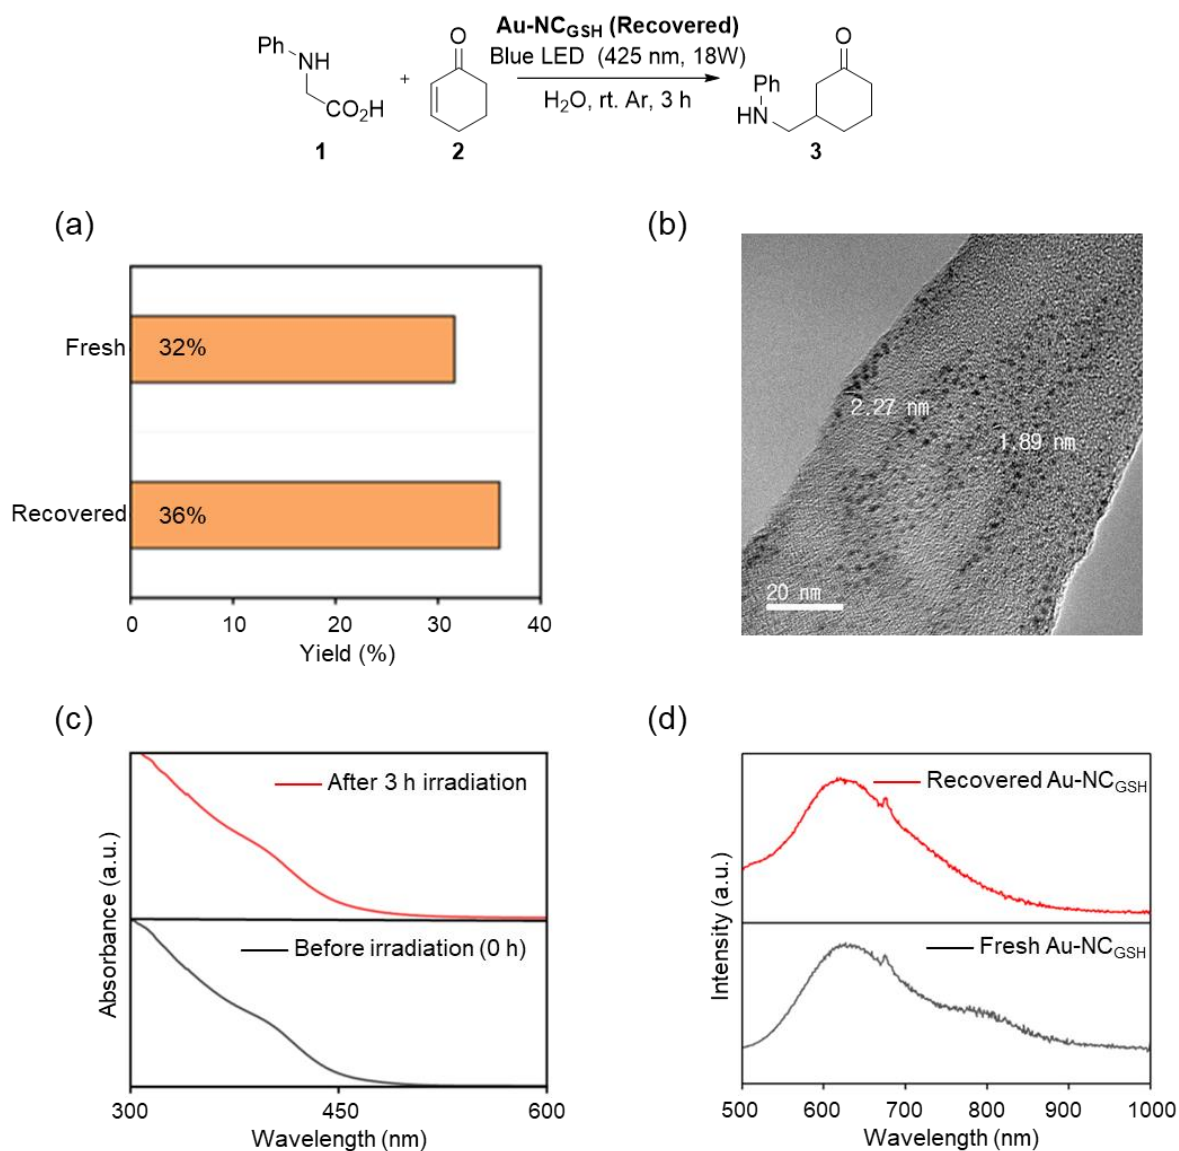 Au-NCGSH (Recovered)
Blue LED (425 nm, 18W)
H2O, rt. Ar, 3 h
Ph
NH
CO2H
1
+
O
2
O
Ph
HN
3
(a)
Fresh
32%
Recovered
36%
0 10 20 30 40
Yield (%)
(b)
2.27 nm
1.89 nm
20 nm
(c)
After 3 h irradiation
Before irradiation (0 h)
Absorbance (a.u.)
300 450 600
Wavelength (nm)
(d)
Recovered Au-NCGSH
Fresh Au-NCGSH
Intensity (a.u.)
500 600 700 800 900 1000
Wavelength (nm)